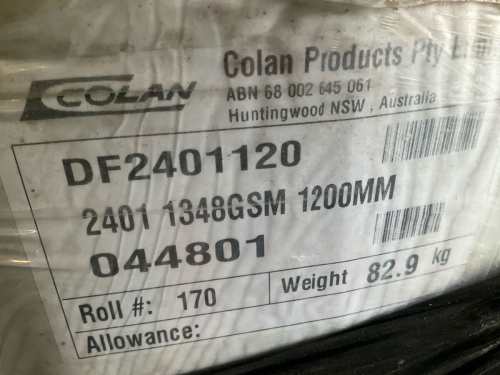 COLAN
Colan Products Pty
ABN 68 002 645 061
Huntingwood NSW , Australia
DF2401120
2401 1348GSM 1200MM
044801
Roll #: 170
Weight 82.9 kg
Allowance: